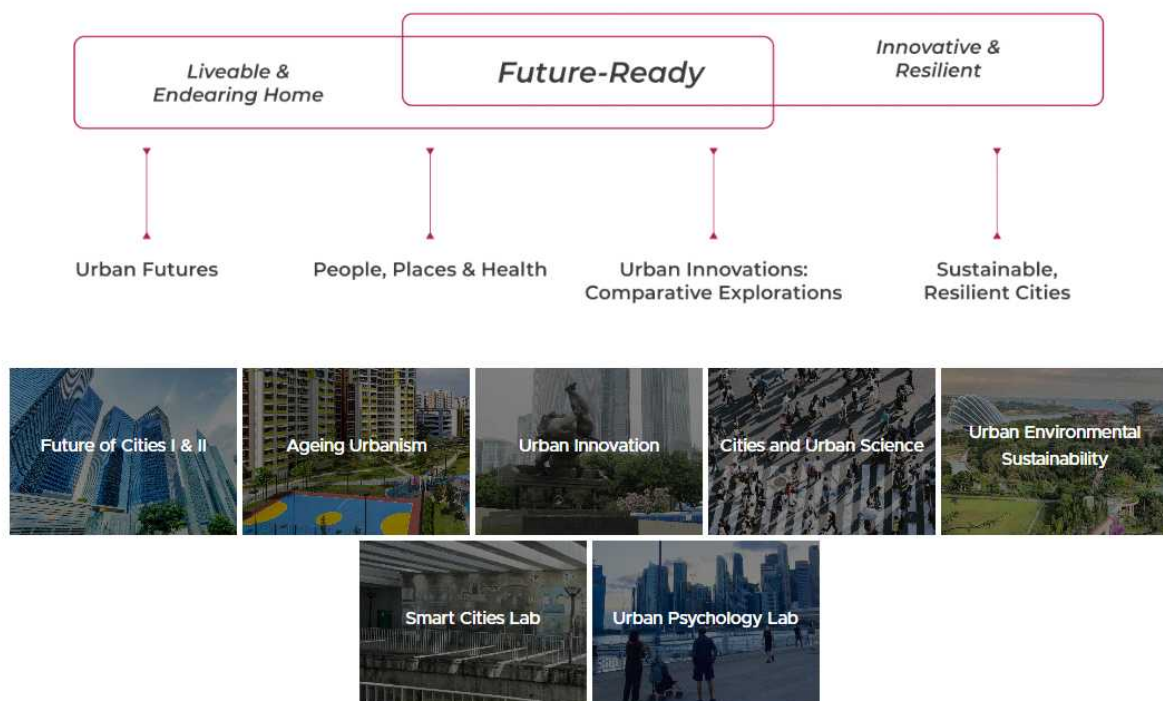 Liveable &
Endearing Home
Future-Ready
Innovative &
Resilient
Urban Futures
People, Places & Health
Urban Innovations:
Comparative Explorations
Sustainable,
Resilient Cities
Future of Cities I & II
Ageing Urbanism
Urban Innovation
Cities and Urban Science
Urban Environmental
Sustainability
Smart Cities Lab
Urban Psychology Lab